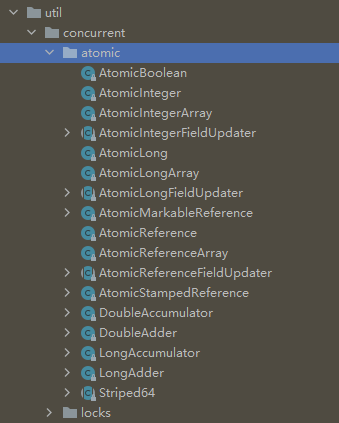 util
concurrent
atomic
AtomicBoolean
AtomicInteger
AtomicIntegerArray
AtomicIntegerFieldUpdater
AtomicLong
AtomicLongArray
AtomicLongFieldUpdater
AtomicMarkableReference
AtomicReference
AtomicReferenceArray
AtomicReferenceFieldUpdater
AtomicStampedReference
DoubleAccumulator
DoubleAdder
LongAccumulator
LongAdder
Striped64
locks